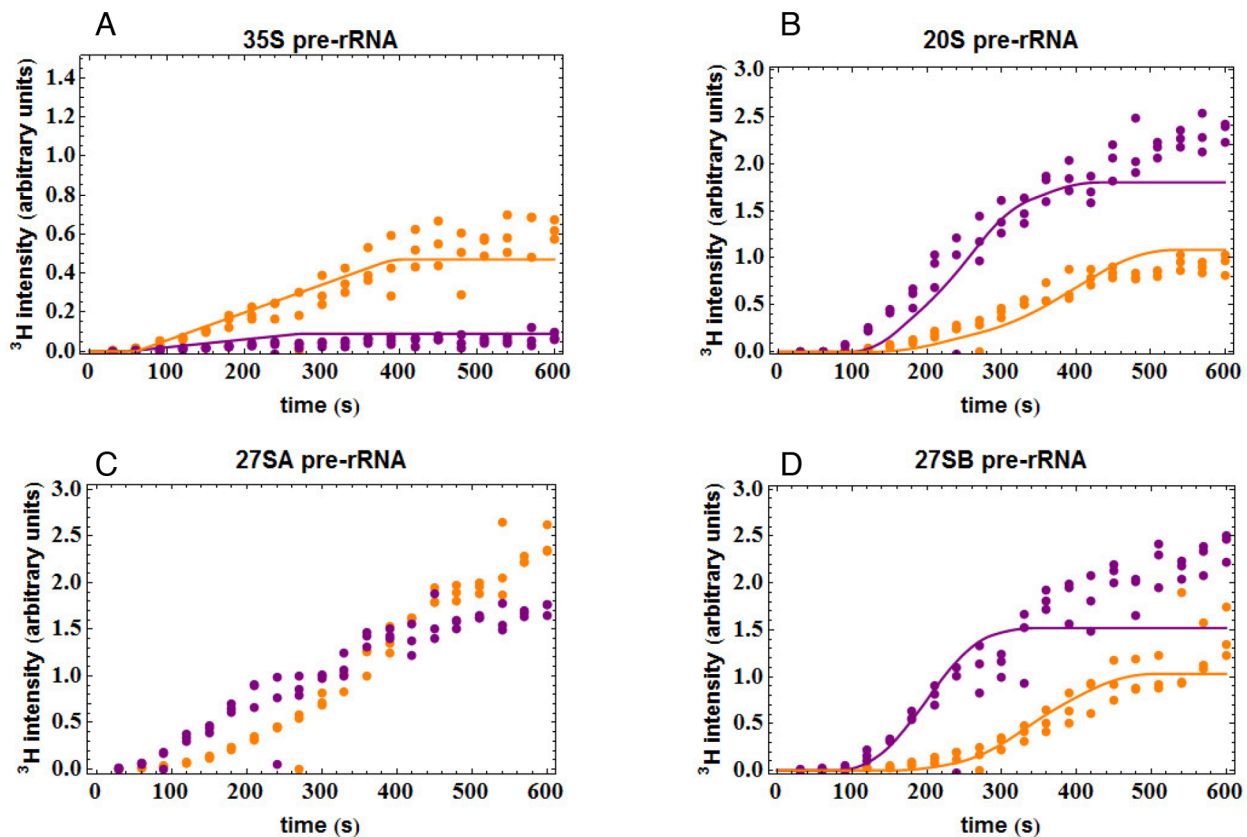 A
35S pre-rRNA
³H intensity (arbitrary units)
1.4
1.2
1.0
0.8
0.6
0.4
0.2
0.0
0 100 200 300 400 500 600
time (s)
B
20S pre-rRNA
³H intensity (arbitrary units)
3.0
2.5
2.0
1.5
1.0
0.5
0.0
0 100 200 300 400 500 600
time (s)
C
27SA pre-rRNA
³H intensity (arbitrary units)
3.0
2.5
2.0
1.5
1.0
0.5
0.0
0 100 200 300 400 500 600
time (s)
D
27SB pre-rRNA
³H intensity (arbitrary units)
3.0
2.5
2.0
1.5
1.0
0.5
0.0
0 100 200 300 400 500 600
time (s)